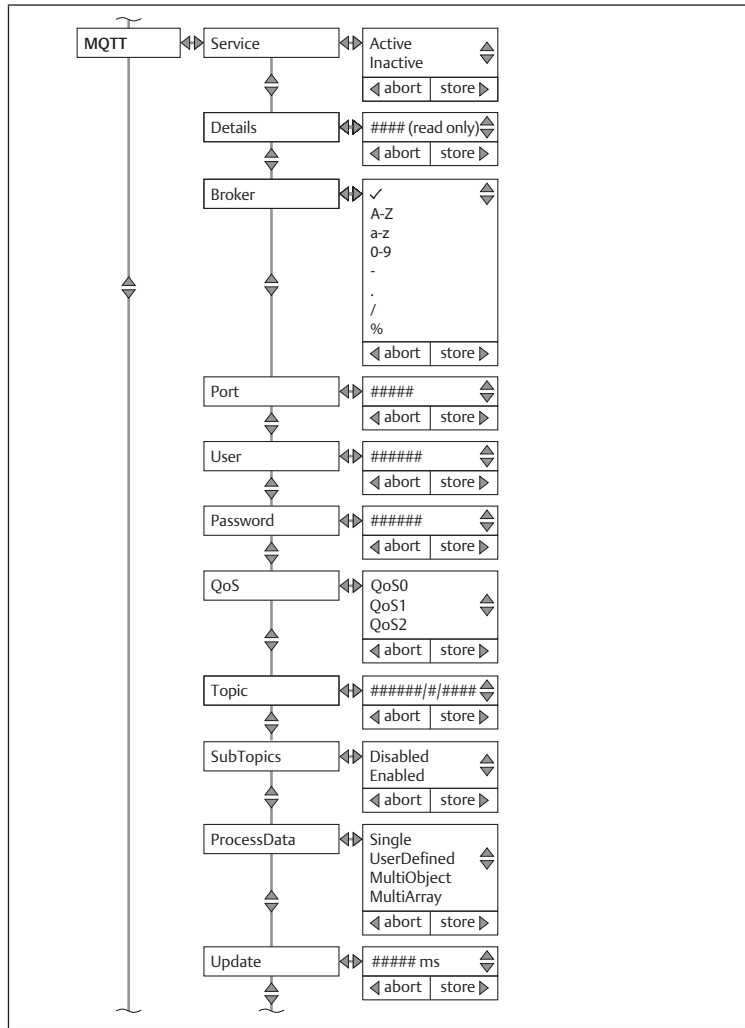 MQTT
Service
Active
Inactive
abort store
Details
#### (read only)
abort store
Broker
✓
A-Z
a-z
0-9
-
.
/
%
abort store
Port
#####
abort store
User
######
abort store
Password
######
abort store
QoS
QoS0
QoS1
QoS2
abort store
Topic
######/#/####
abort store
SubTopics
Disabled
Enabled
abort store
ProcessData
Single
UserDefined
MultiObject
MultiArray
abort store
Update
##### ms
abort store